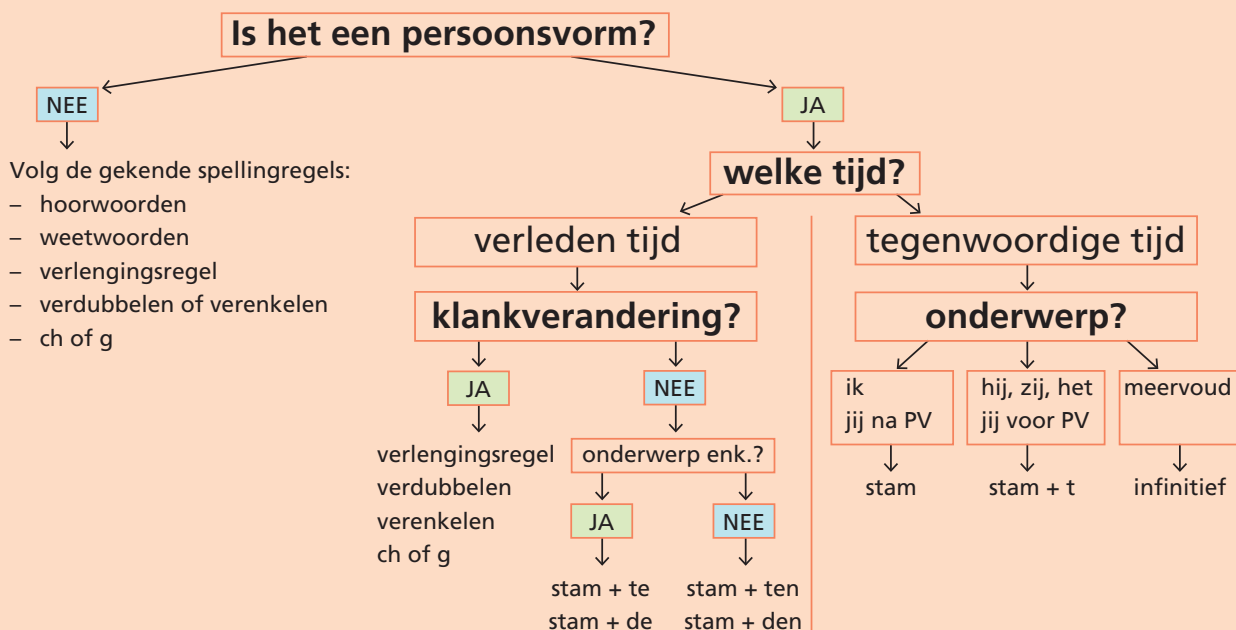 Is het een persoonsvorm?
NEE
JA
Volg de gekende spellingregels:
– hoorwoorden
– weetwoorden
– verlengingsregel
– verdubbelen of verenkelen
– ch of g
welke tijd?
verleden tijd
tegenwoordige tijd
klankverandering?
onderwerp?
JA
NEE
verlengingsregel
verdubbelen
verenkelen
ch of g
onderwerp enk.?
JA
NEE
stam + te
stam + de
stam + ten
stam + den
ik
jij na PV
hij, zij, het
jij voor PV
meervoud
stam
stam + t
infinitief